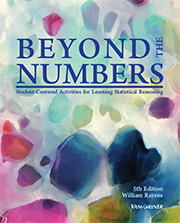 BEYOND THE
NUMBERS
Student-Centered Activities for Learning Statistical Reasoning
5th Edition
William Rayens
VAN-GRINER